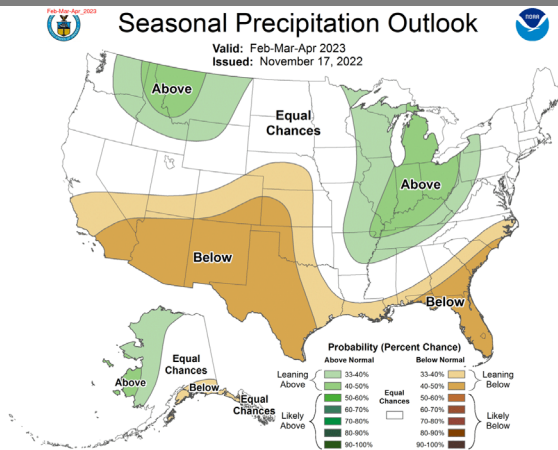 Feb-Mar-Apr_2023
Seasonal Precipitation Outlook
NOAA
Valid: Feb-Mar-Apr 2023
Issued: November 17, 2022
Above
Equal
Chances
Above
Below
Below
Above
Equal
Chances
Below
Equal
Chances
Probability (Percent Chance)
Above Normal
Below Normal
Leaning
Above
33-40%
40-50%
Likely
Above
50-60%
60-70%
70-80%
80-90%
90-100%
Equal
Chances
33-40%
40-50%
Leaning
Below
50-60%
60-70%
70-80%
80-90%
90-100%
Likely
Below